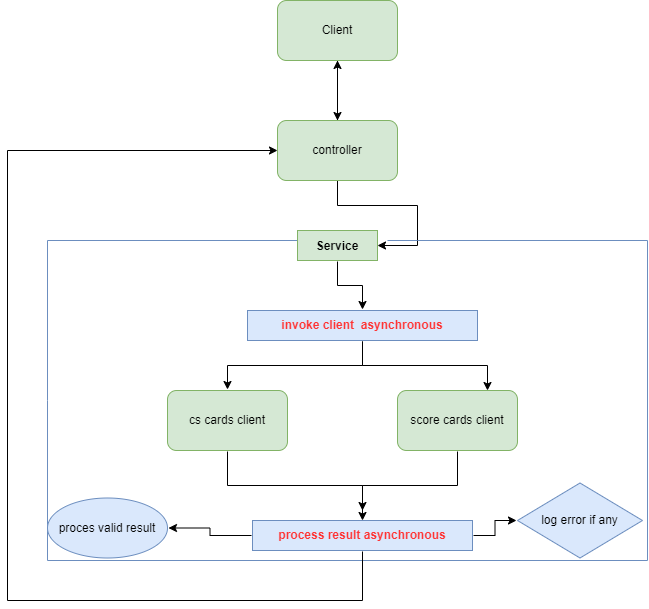 Client
controller
Service
invoke client asynchronous
cs cards client
score cards client
proces valid result
process result asynchronous
log error if any